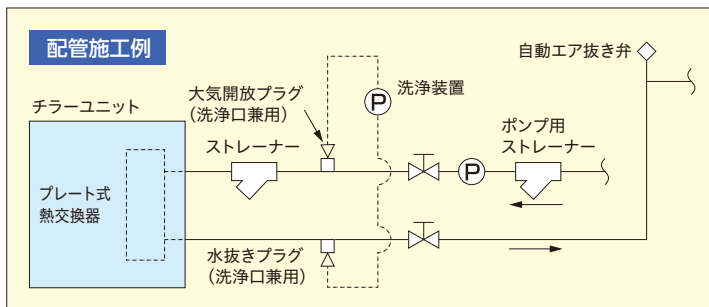 配管施工例
自動エア抜き弁
大気開放プラグ
(洗浄口兼用)
洗浄装置
P
チラーユニット
ストレーナー
ポンプ用
ストレーナー
P
プレート式
熱交換器
水抜きプラグ
(洗浄口兼用)